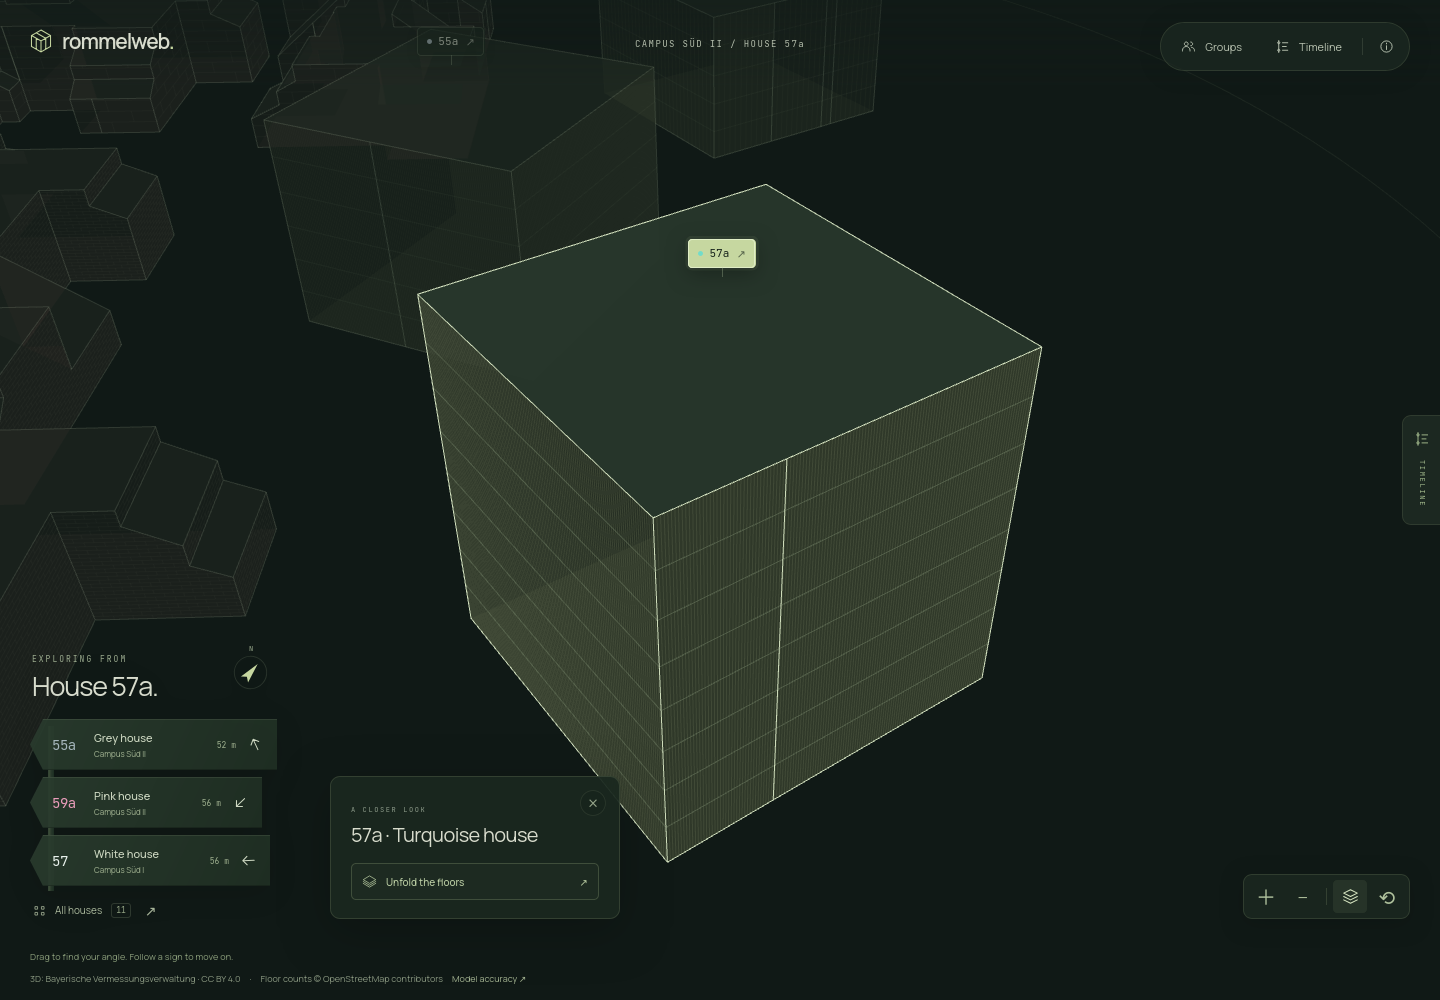 rommelweb.
55a ↗
CAMPUS SÜD II / HOUSE 57a
Groups
Timeline
57a ↗
TIMELINE
EXPLORING FROM
N
House 57a.
55a Grey house 52 m
Campus Süd II
59a Pink house 56 m
Campus Süd II
57 White house 56 m
Campus Süd I
All houses 11 ↗
A CLOSER LOOK
57a · Turquoise house
Unfold the floors ↗
Drag to find your angle. Follow a sign to move on.
3D: Bayerische Vermessungsverwaltung · CC BY 4.0 · Floor counts © OpenStreetMap contributors Model accuracy ↗